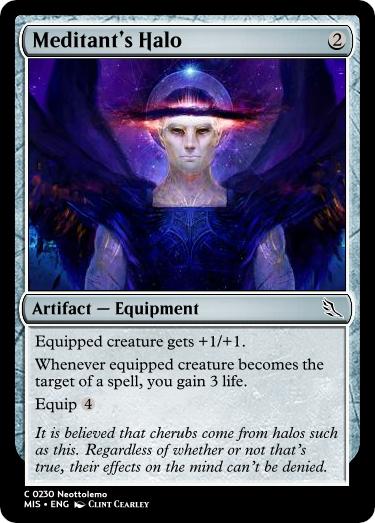 Meditant's Halo 2
Artifact — Equipment
Equipped creature gets +1/+1.
Whenever equipped creature becomes the
target of a spell, you gain 3 life.
Equip 4
It is believed that cherubs come from halos such
as this. Regardless of whether or not that's
true, their effects on the mind can't be denied.
C 0230 Neottolemo
MIS • ENG Clint Cearley